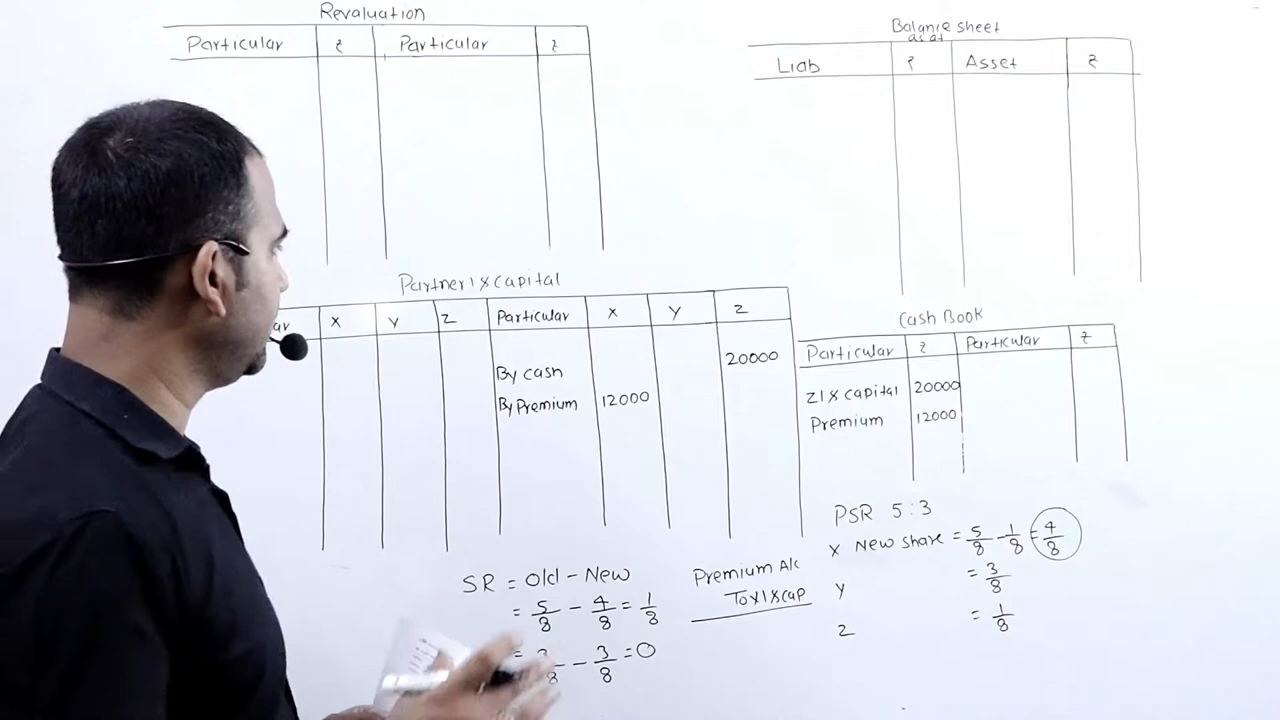 Revaluation
Particular ₹ Particular ₹
Balance sheet
as at
Liab ₹ Asset ₹
Partner's capital
ar X Y Z Particular X Y Z
By cash 20000
By Premium 12000
Cash Book
Particular ₹ Particular ₹
Z's capital 20000
Premium 12000
SR = Old - New
= 5/8 - 4/8 = 1/8
= 3/8 - 3/8 = 0
Premium A/c
To X's cap
PSR 5:3
X New share = 5/8 - 1/8 = 4/8
Y = 3/8
Z = 1/8